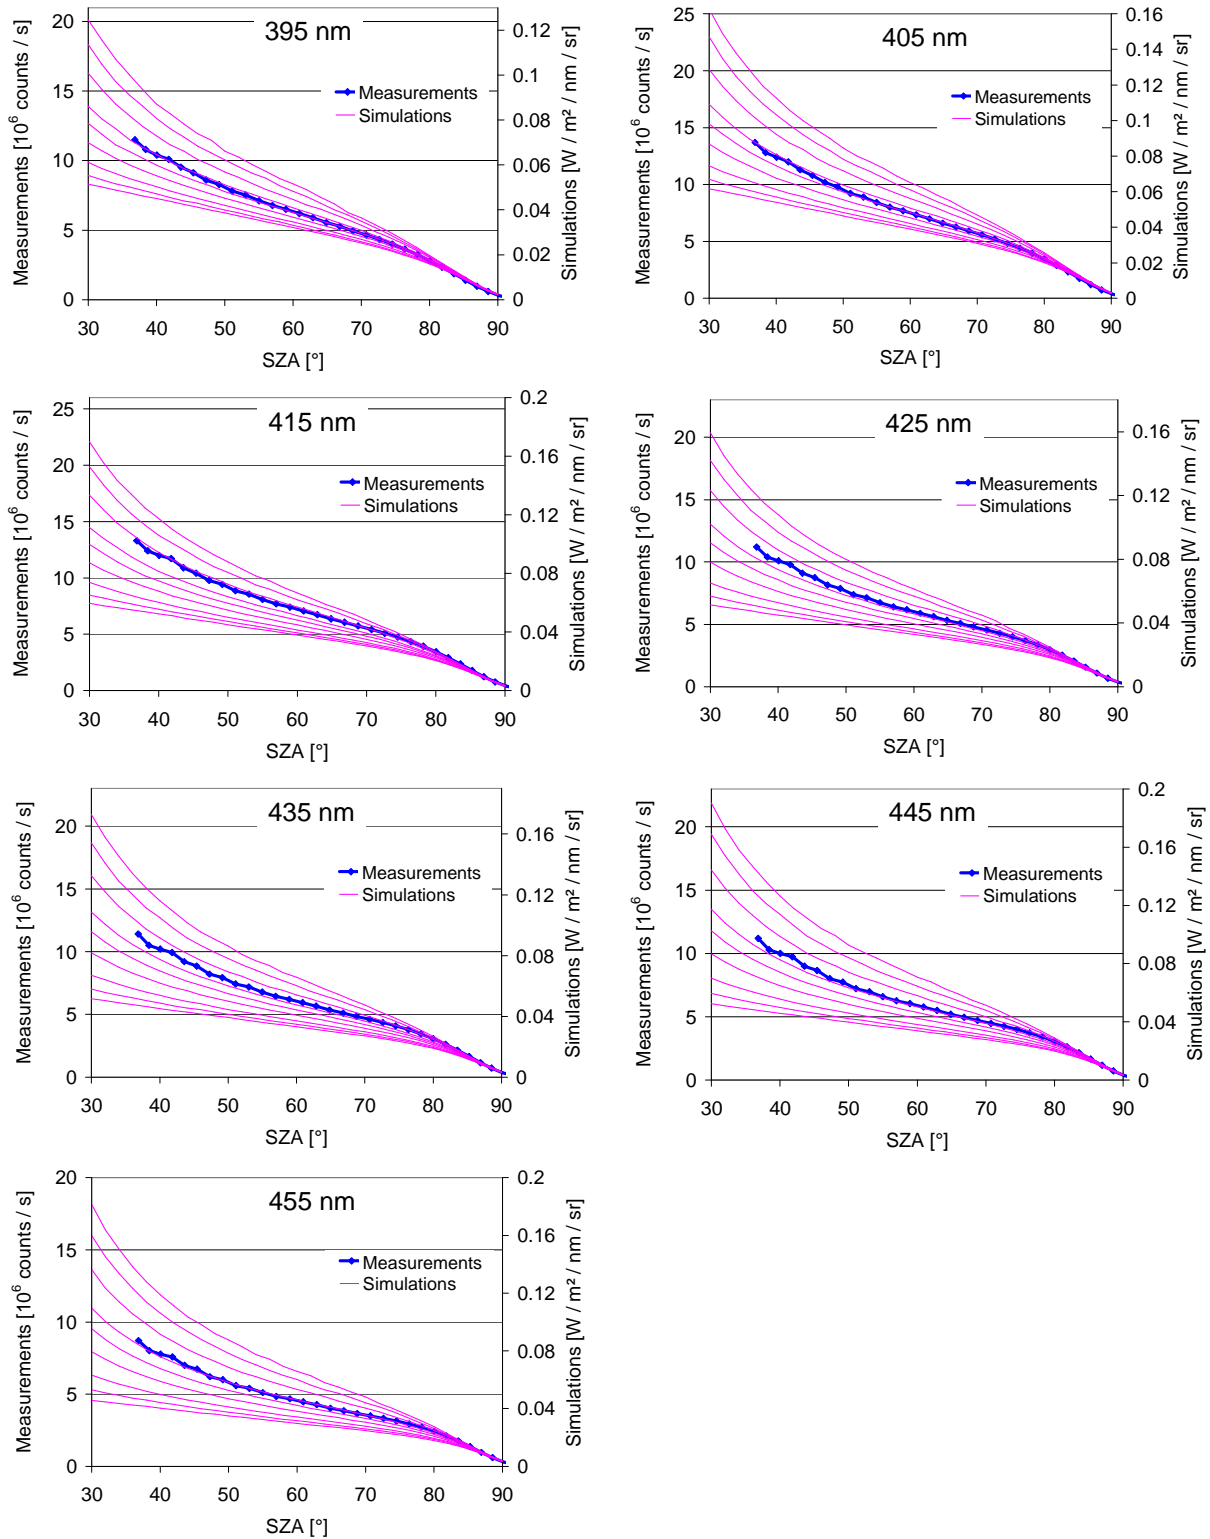 395 nm
Measurements [10⁶ counts / s]
20
15
10
5
0
Simulations [W / m² / nm / sr]
0.12
0.1
0.08
0.06
0.04
0.02
0
Measurements
Simulations
30 40 50 60 70 80 90
SZA [°]
405 nm
Measurements [10⁶ counts / s]
25
20
15
10
5
0
Simulations [W / m² / nm / sr]
0.16
0.14
0.12
0.1
0.08
0.06
0.04
0.02
0
Measurements
Simulations
30 40 50 60 70 80 90
SZA [°]
415 nm
Measurements [10⁶ counts / s]
25
20
15
10
5
0
Simulations [W / m² / nm / sr]
0.2
0.16
0.12
0.08
0.04
0
Measurements
Simulations
30 40 50 60 70 80 90
SZA [°]
425 nm
Measurements [10⁶ counts / s]
20
15
10
5
0
Simulations [W / m² / nm / sr]
0.16
0.12
0.08
0.04
0
Measurements
Simulations
30 40 50 60 70 80 90
SZA [°]
435 nm
Measurements [10⁶ counts / s]
20
15
10
5
0
Simulations [W / m² / nm / sr]
0.16
0.12
0.08
0.04
0
Measurements
Simulations
30 40 50 60 70 80 90
SZA [°]
445 nm
Measurements [10⁶ counts / s]
20
15
10
5
0
Simulations [W / m² / nm / sr]
0.2
0.16
0.12
0.08
0.04
0
Measurements
Simulations
30 40 50 60 70 80 90
SZA [°]
455 nm
Measurements [10⁶ counts / s]
20
15
10
5
0
Simulations [W / m² / nm / sr]
0.2
0.16
0.12
0.08
0.04
0
Measurements
Simulations
30 40 50 60 70 80 90
SZA [°]